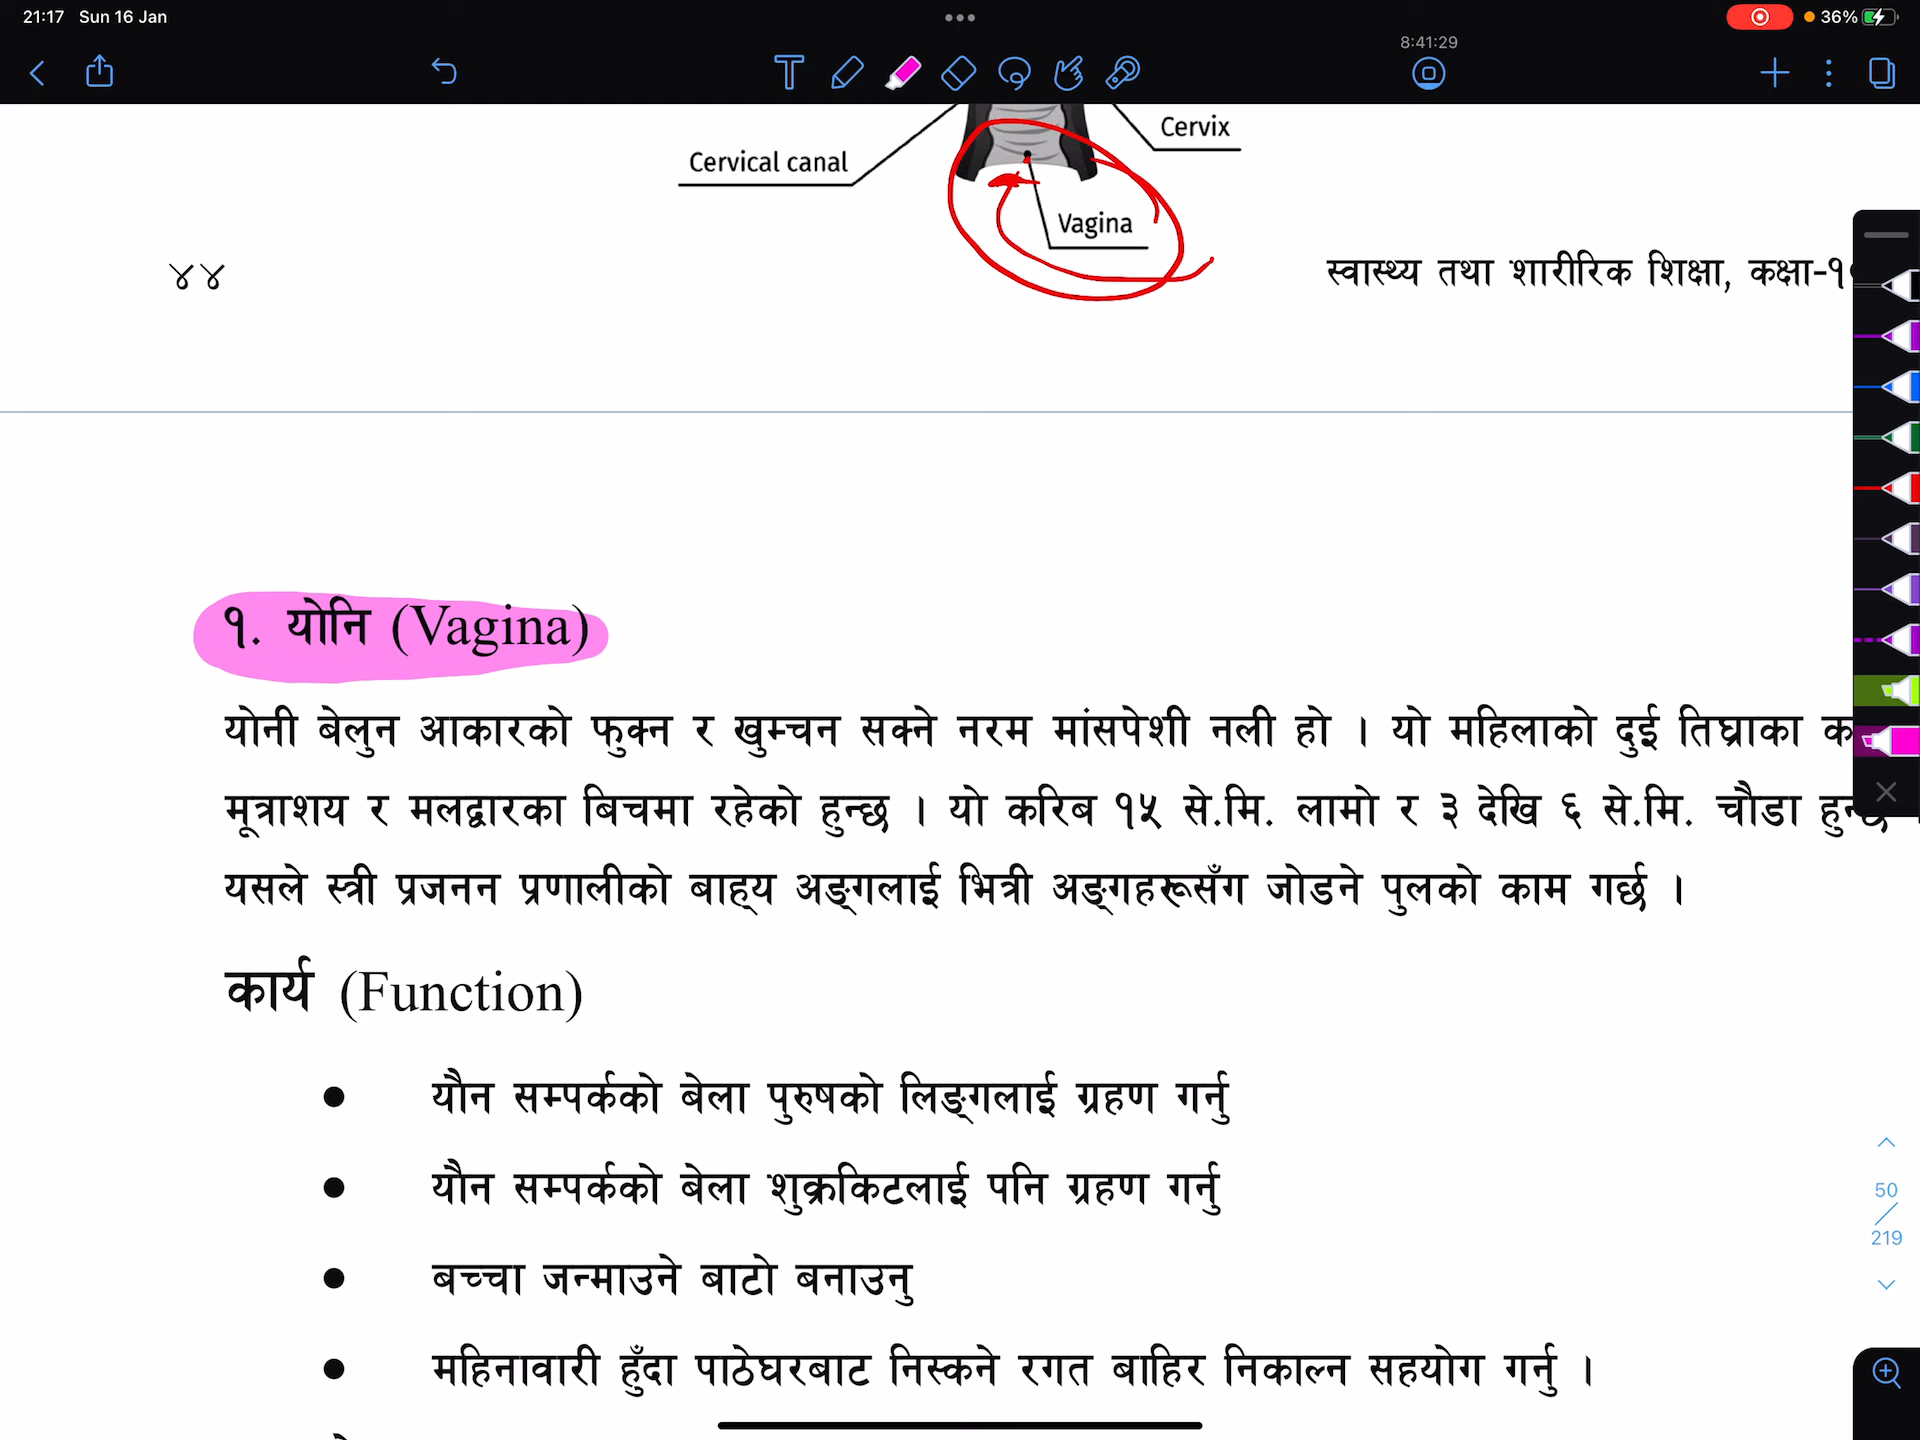 21:17 Sun 16 Jan
36%
8:41:29
Cervix
Cervical canal
Vagina
४४
स्वास्थ्य तथा शारीरिक शिक्षा, कक्षा-१
१. योनि (Vagina)
योनी बेलुन आकारको फुक्न र खुम्चन सक्ने नरम मांसपेशी नली हो । यो महिलाको दुई तिघ्राका क
मूत्राशय र मलद्वारका बिचमा रहेको हुन्छ । यो करिब १५ से.मि. लामो र ३ देखि ६ से.मि. चौडा हुन्छ
यसले स्त्री प्रजनन प्रणालीको बाह्य अङ्गलाई भित्री अङ्गहरूसँग जोडने पुलको काम गर्छ ।
कार्य (Function)
● यौन सम्पर्कको बेला पुरुषको लिङ्गलाई ग्रहण गर्नु
● यौन सम्पर्कको बेला शुक्रकिटलाई पनि ग्रहण गर्नु
● बच्चा जन्माउने बाटो बनाउनु
● महिनावारी हुँदा पाठेघरबाट निस्कने रगत बाहिर निकाल्न सहयोग गर्नु ।
50
219